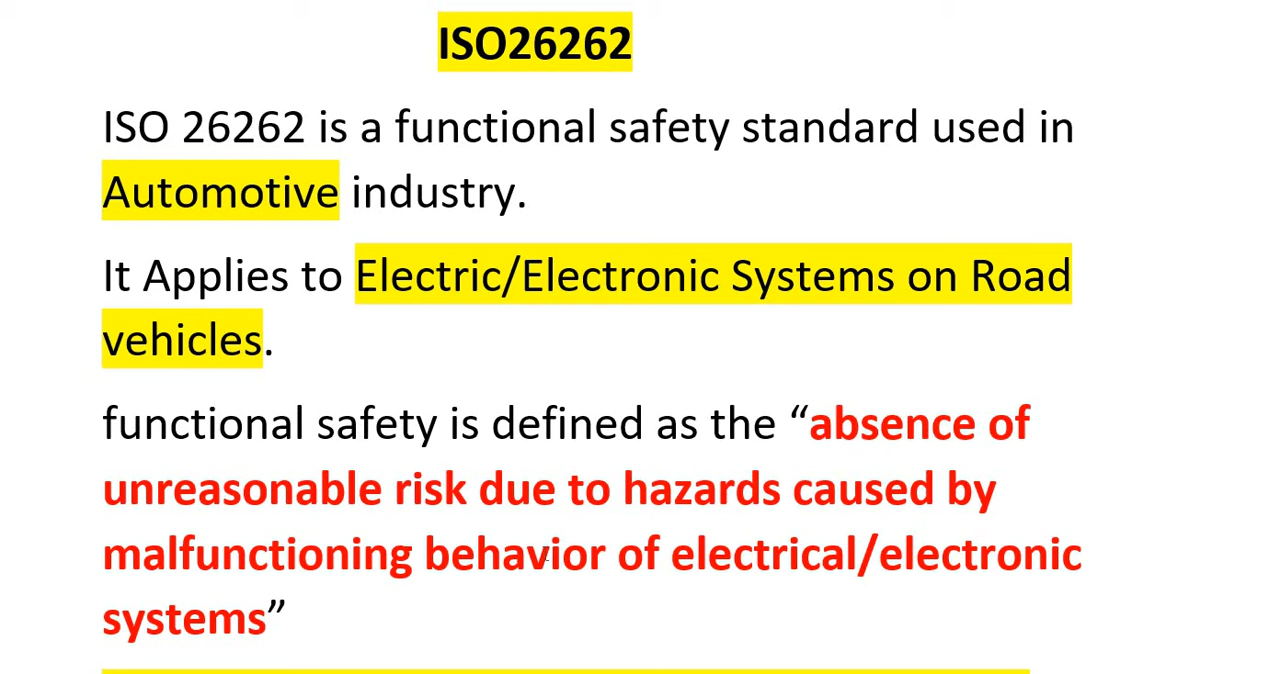 ISO26262
ISO 26262 is a functional safety standard used in
Automotive industry.
It Applies to Electric/Electronic Systems on Road
vehicles.
functional safety is defined as the “absence of
unreasonable risk due to hazards caused by
malfunctioning behavior of electrical/electronic
systems”